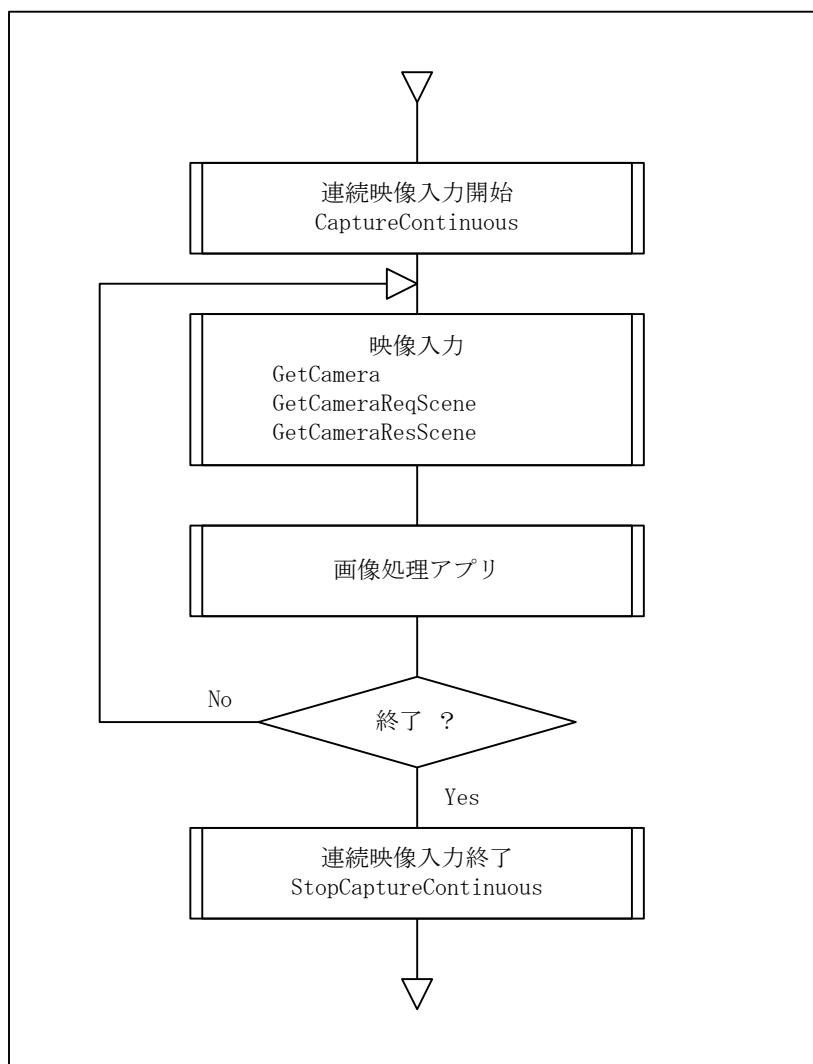 連続映像入力開始
CaptureContinuous
映像入力
GetCamera
GetCameraReqScene
GetCameraResScene
画像処理アプリ
No
終了 ?
Yes
連続映像入力終了
StopCaptureContinuous